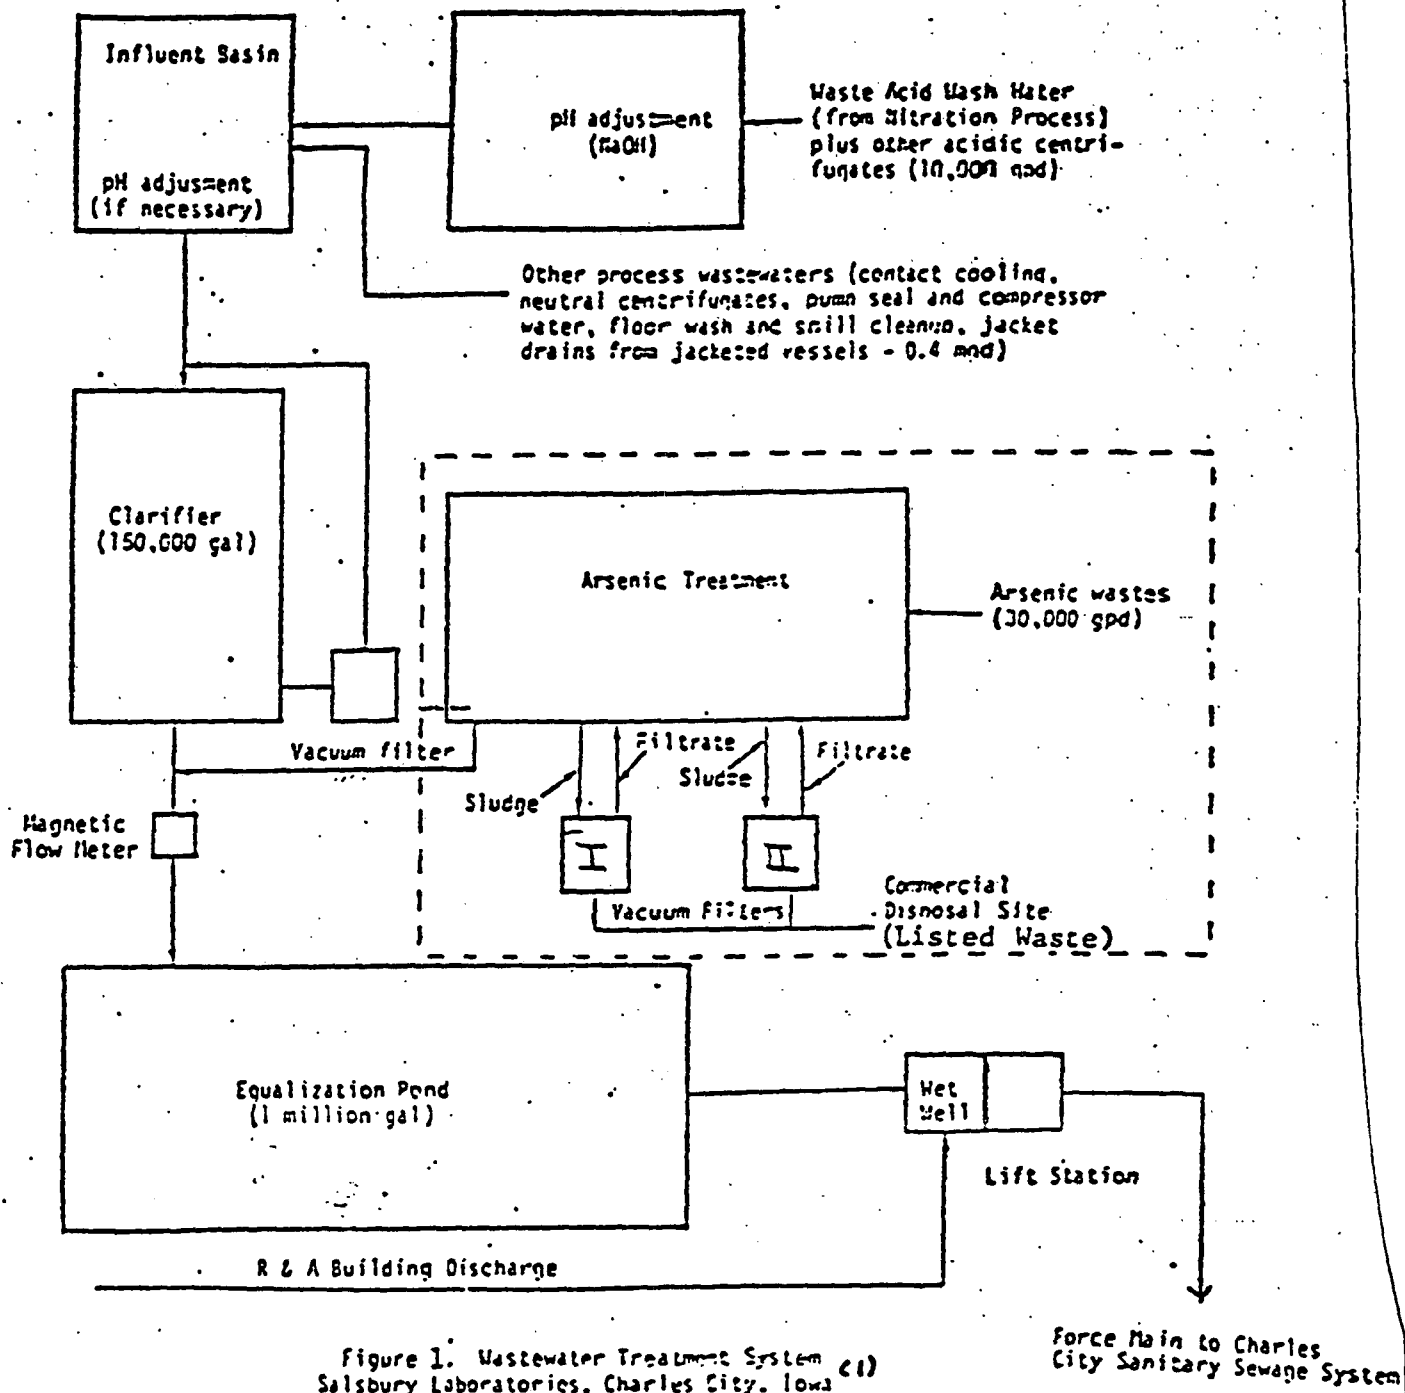 Influent Basin
pH adjustment
(if necessary)
pH adjustment
(NaOH)
Waste Acid Wash Water
(from Nitration Process)
plus other acidic centri-
fugates (10,000 gpd)
Other process wastewaters (contact cooling,
neutral centrifugates, pump seal and compressor
water, floor wash and spill cleanup, jacket
drains from jacketed vessels - 0.4 mgd)
Clarifier
(150,000 gal)
Arsenic Treatment
Arsenic wastes
(30,000 gpd)
Vacuum filter
Filtrate
Sludge
Filtrate
Sludge
Magnetic
Flow Meter
I
II
Vacuum Filters
Commercial
Disposal Site
(Listed Waste)
Equalization Pond
(1 million gal)
Wet
Well
Lift Station
R & A Building Discharge
Force Main to Charles
City Sanitary Sewage System
Figure 1. Wastewater Treatment System (1)
Salsbury Laboratories, Charles City, Iowa